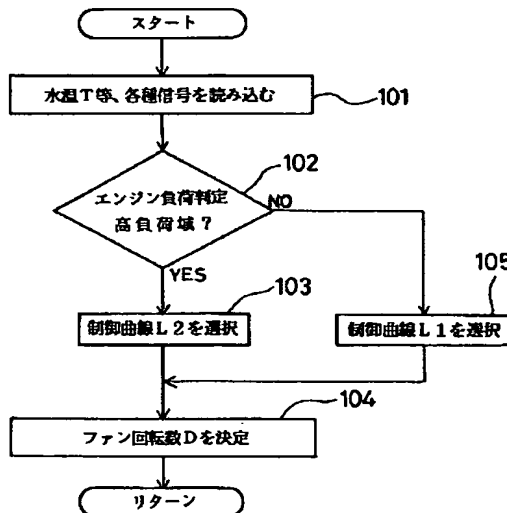 スタート
水温T等、各種信号を読み込む
101
102
エンジン負荷判定
高負荷域?
NO
YES
103
制御曲線L2を選択
105
制御曲線L1を選択
104
ファン回転数Dを決定
リターン